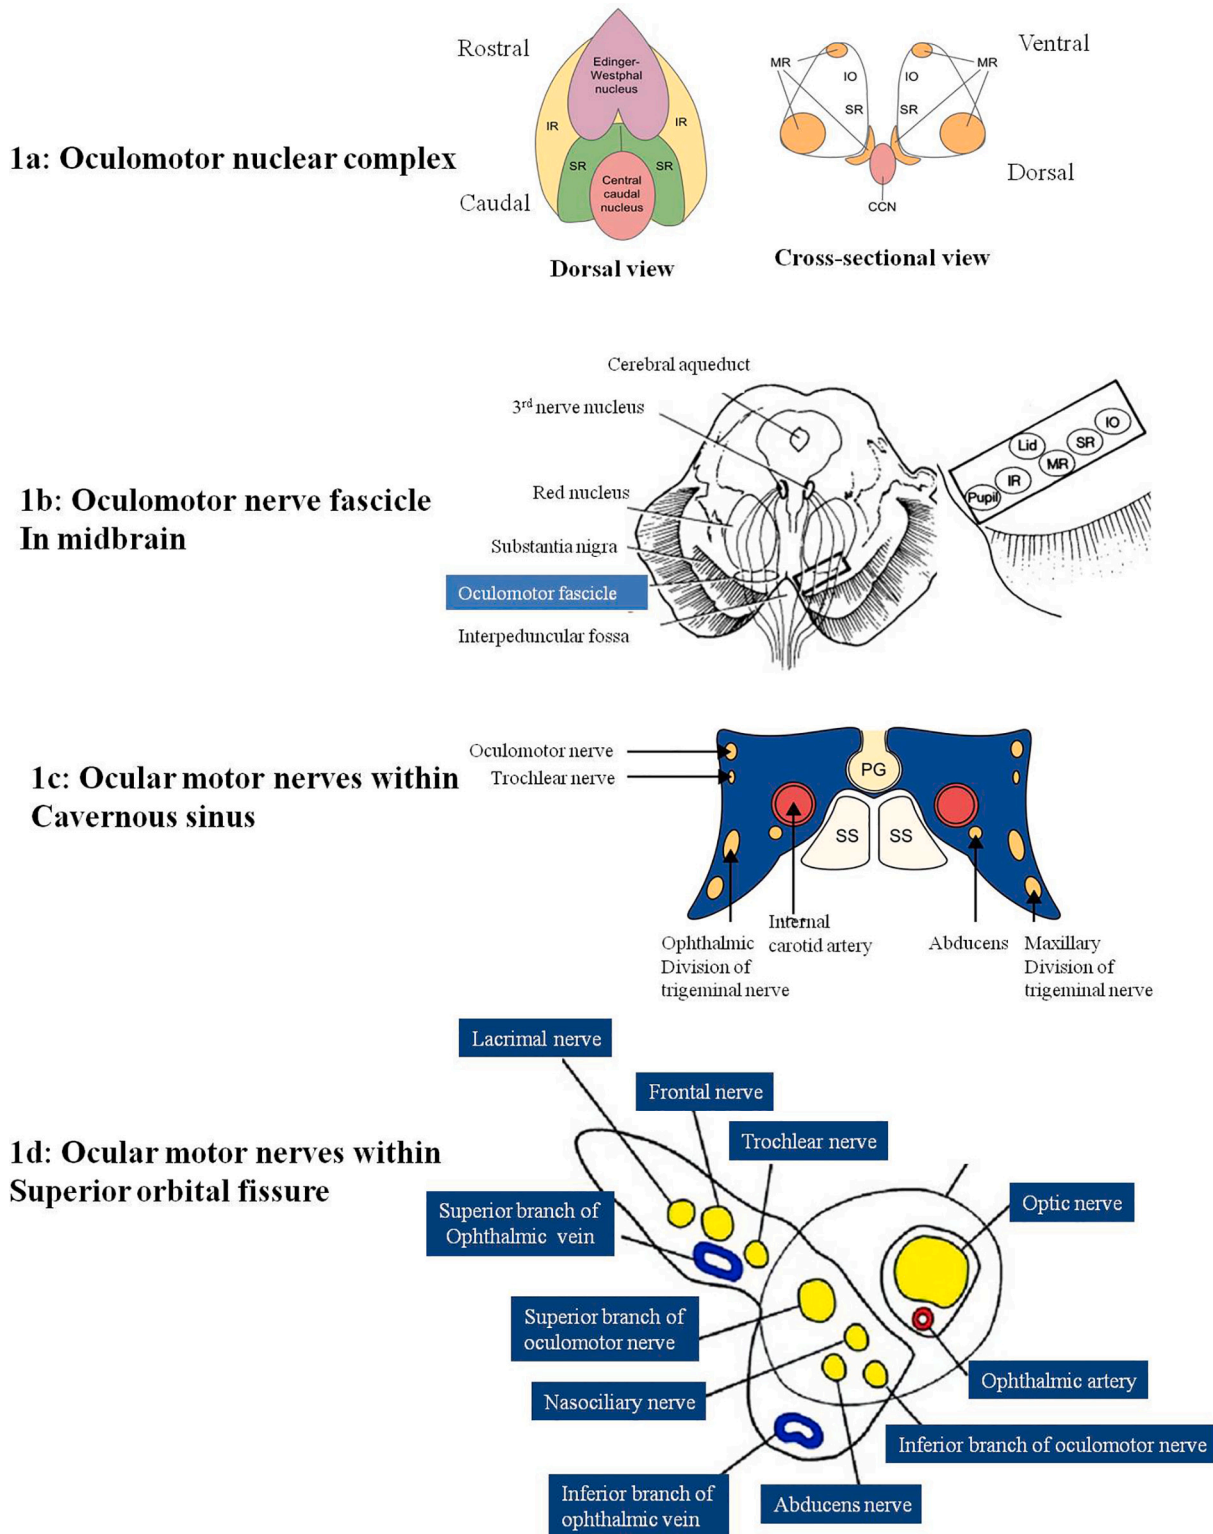 1a: Oculomotor nuclear complex
Rostral
Caudal
Edinger-
Westphal
nucleus
IR
IR
SR
SR
Central
caudal
nucleus
Dorsal view
MR
IO
IO
MR
SR
SR
CCN
Ventral
Dorsal
Cross-sectional view
1b: Oculomotor nerve fascicle
In midbrain
Cerebral aqueduct
3rd nerve nucleus
Red nucleus
Substantia nigra
Oculomotor fascicle
Interpeduncular fossa
Pupil
IR
Lid
MR
SR
IO
1c: Ocular motor nerves within
Cavernous sinus
Oculomotor nerve
Trochlear nerve
PG
SS
SS
Ophthalmic
Division of
trigeminal nerve
Internal
carotid artery
Abducens
Maxillary
Division of
trigeminal nerve
1d: Ocular motor nerves within
Superior orbital fissure
Lacrimal nerve
Frontal nerve
Trochlear nerve
Superior branch of
Ophthalmic vein
Optic nerve
Superior branch of
oculomotor nerve
Nasociliary nerve
Ophthalmic artery
Inferior branch of oculomotor nerve
Inferior branch of
ophthalmic vein
Abducens nerve